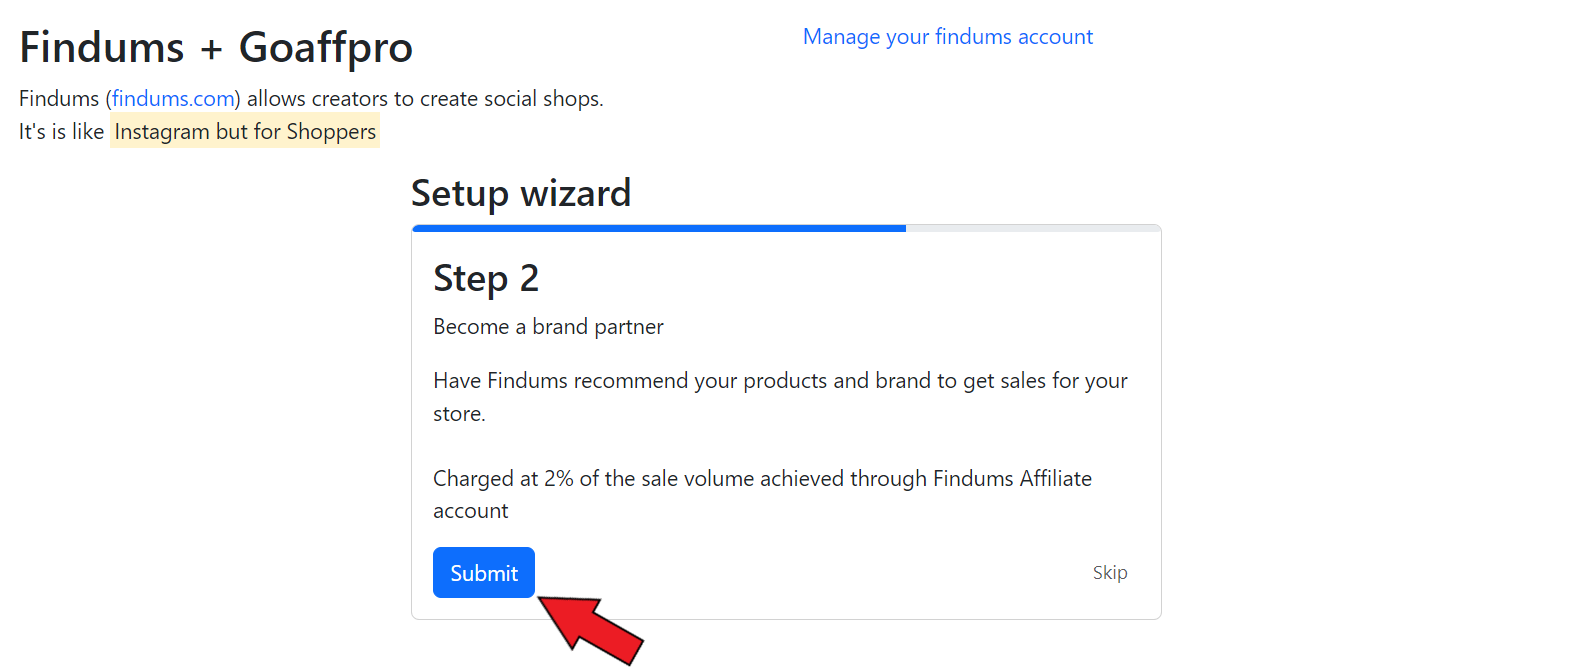 Findums + Goaffpro
Manage your findums account
Findums (findums.com) allows creators to create social shops.
It's is like Instagram but for Shoppers
Setup wizard
Step 2
Become a brand partner
Have Findums recommend your products and brand to get sales for your
store.
Charged at 2% of the sale volume achieved through Findums Affiliate
account
Submit
Skip